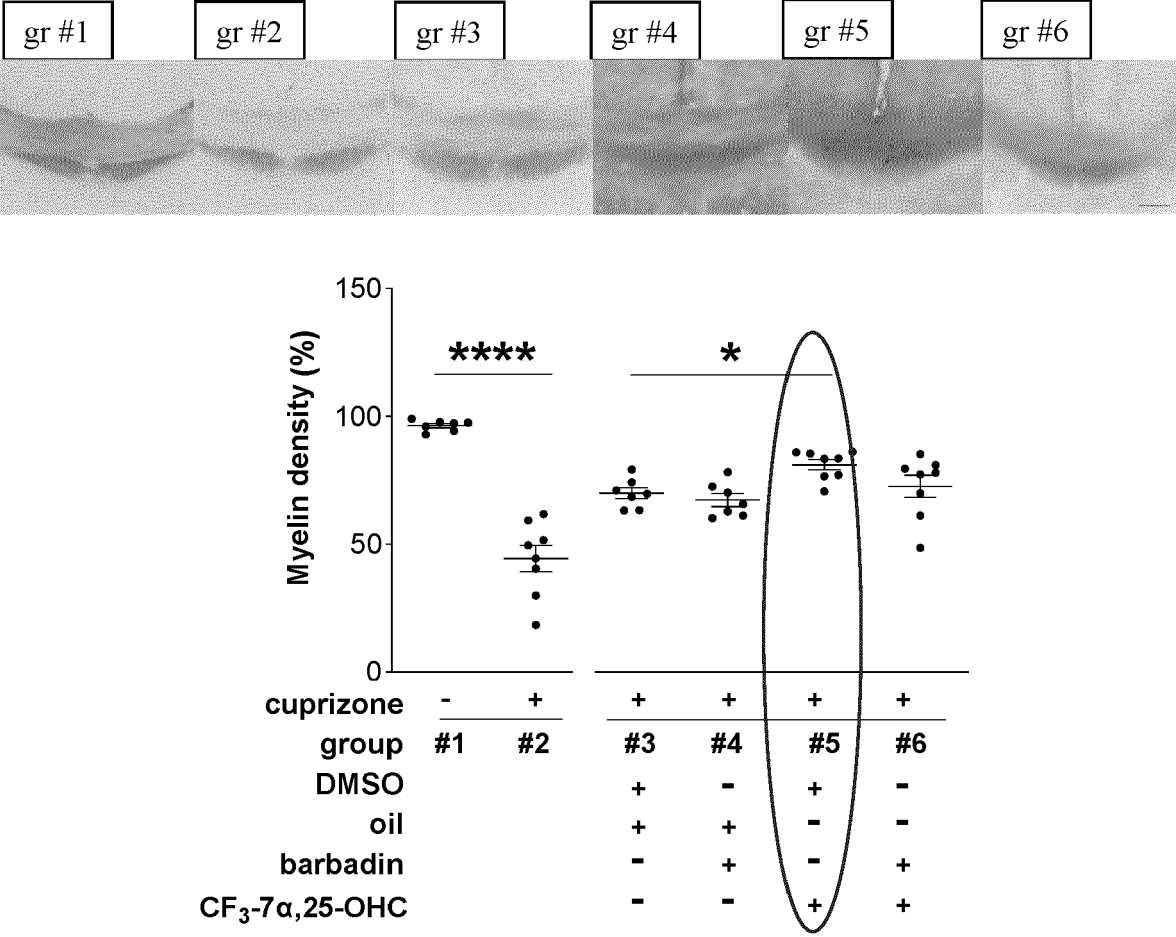 gr #1 gr #2 gr #3 gr #4 gr #5 gr #6
150
**** *
100
Myelin density (%)
50
0
cuprizone - + + + + +
group #1 #2 #3 #4 #5 #6
DMSO + - + -
oil + + - -
barbadin - + - +
CF₃-7α,25-OHC - - + +